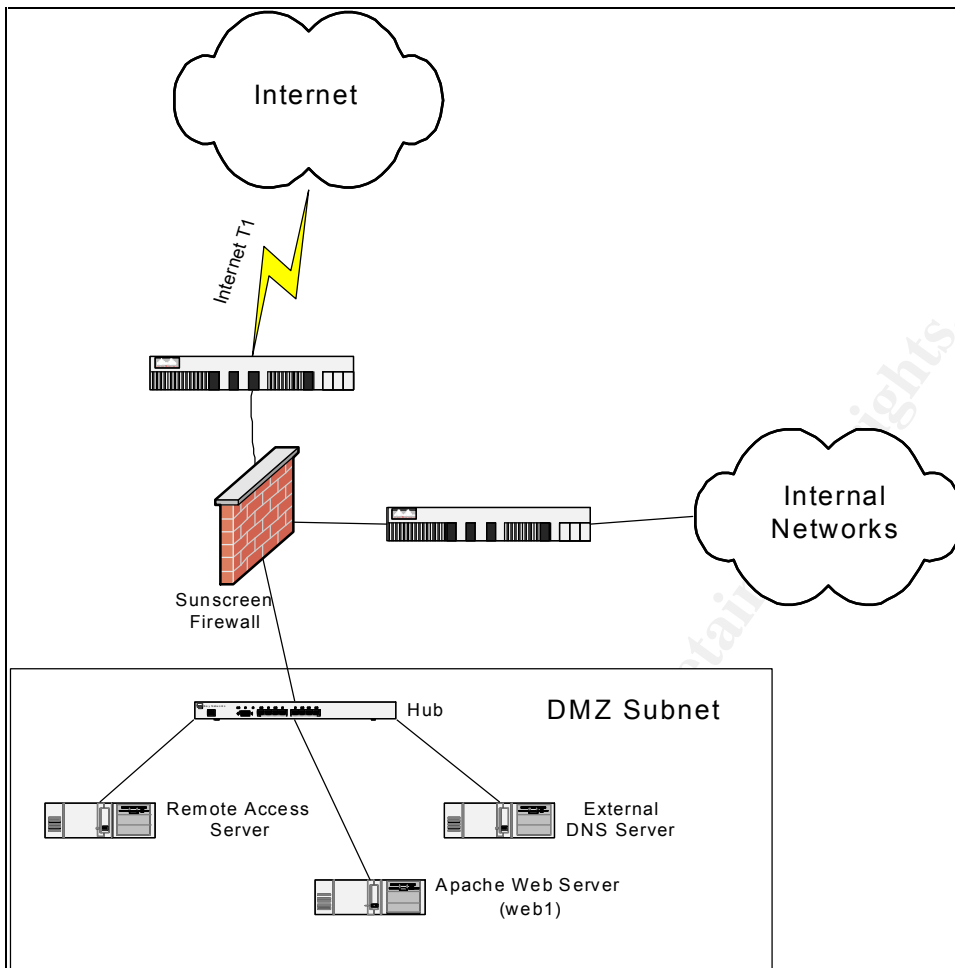 Internet
Internet T1
Internal
Networks
Sunscreen
Firewall
Hub
DMZ Subnet
Remote Access
Server
External
DNS Server
Apache Web Server
(web1)